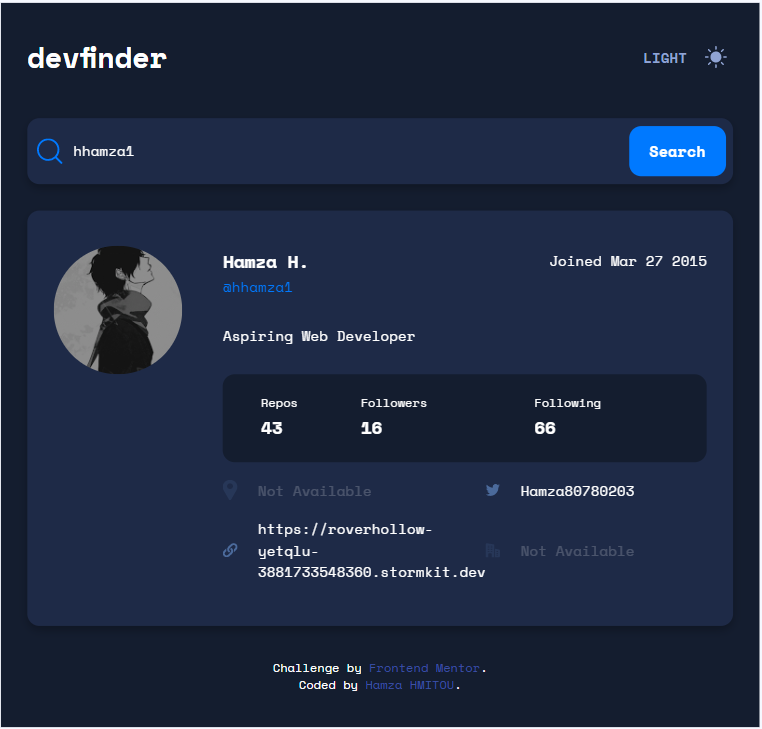 devfinder
LIGHT
hhamza1
Search
Hamza H.
Joined Mar 27 2015
@hhamza1
Aspiring Web Developer
Repos Followers Following
43 16 66
Not Available
Hamza80780203
https://roverhollow-
yetqlu-
3881733548360.stormkit.dev
Not Available
Challenge by Frontend Mentor.
Coded by Hamza HMITOU.